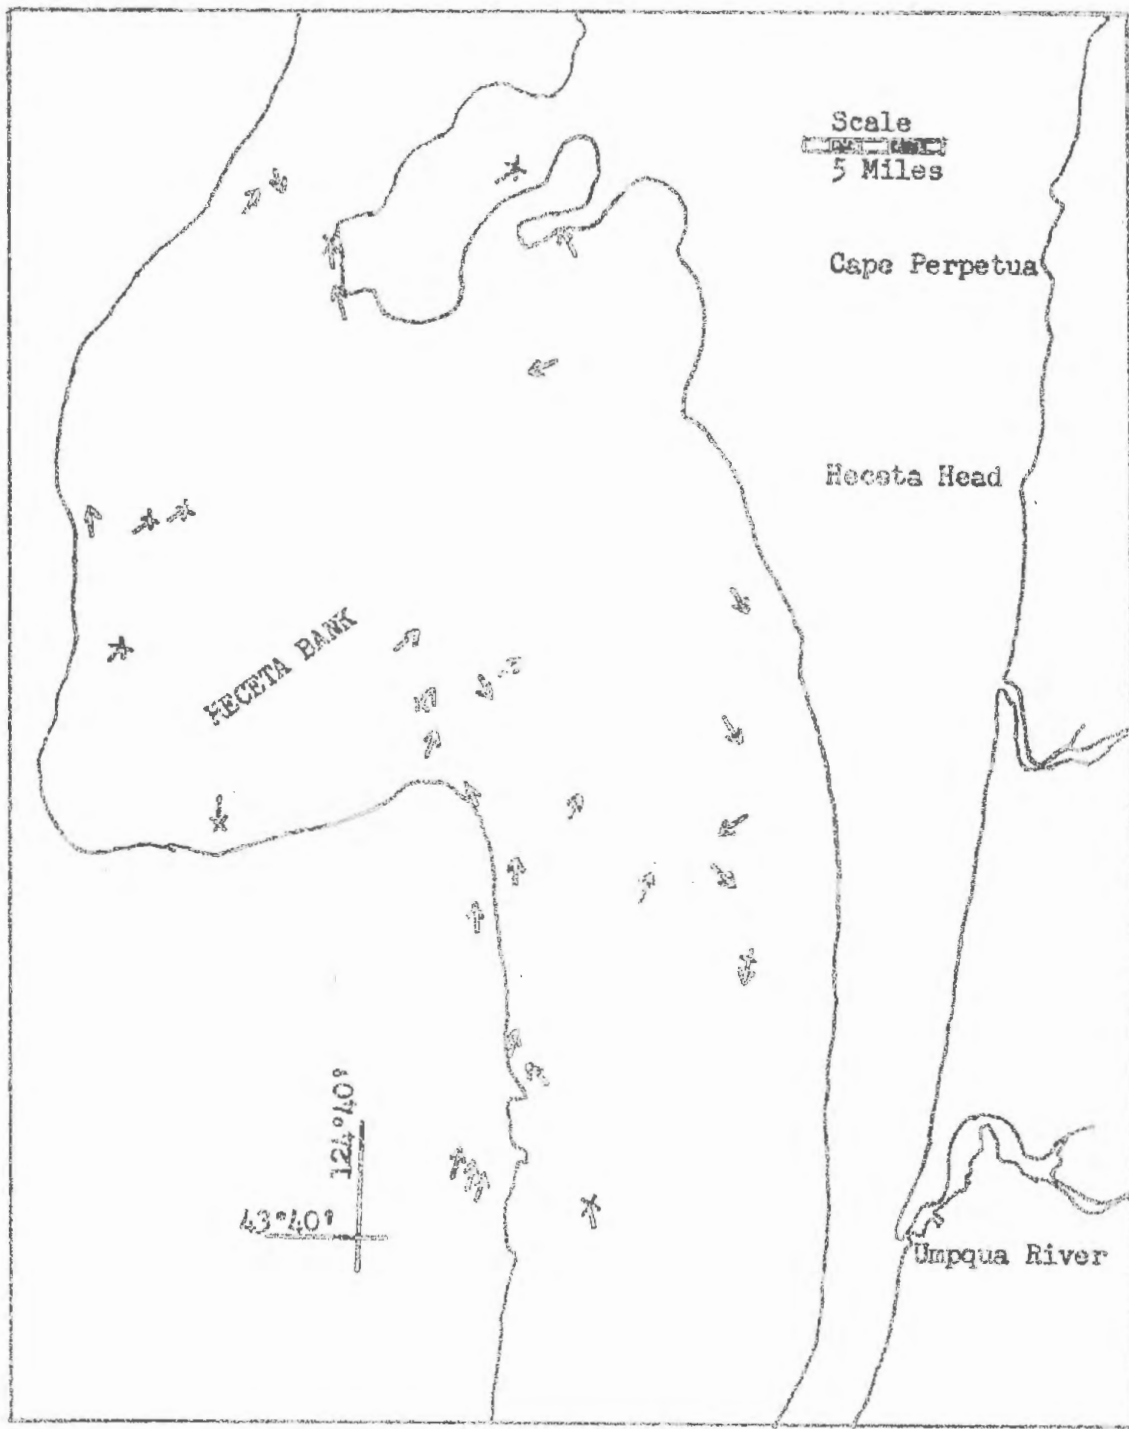 Scale
5 Miles
Cape Perpetua
Heceta Head
HECETA BANK
124°40'
43°40'
Umpqua River